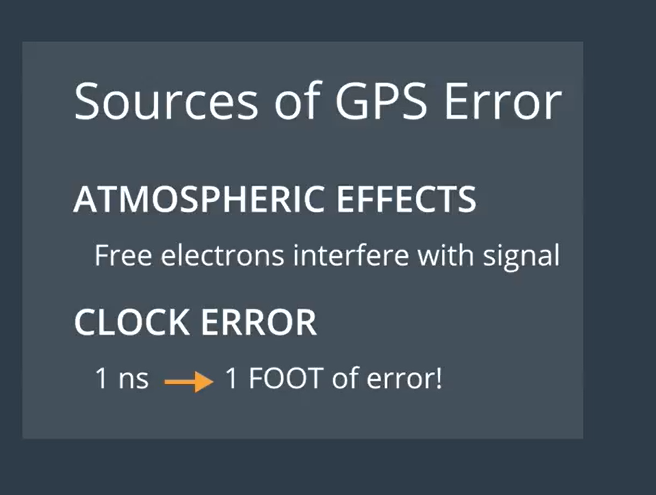 Sources of GPS Error
ATMOSPHERIC EFFECTS
Free electrons interfere with signal
CLOCK ERROR
1 ns → 1 FOOT of error!